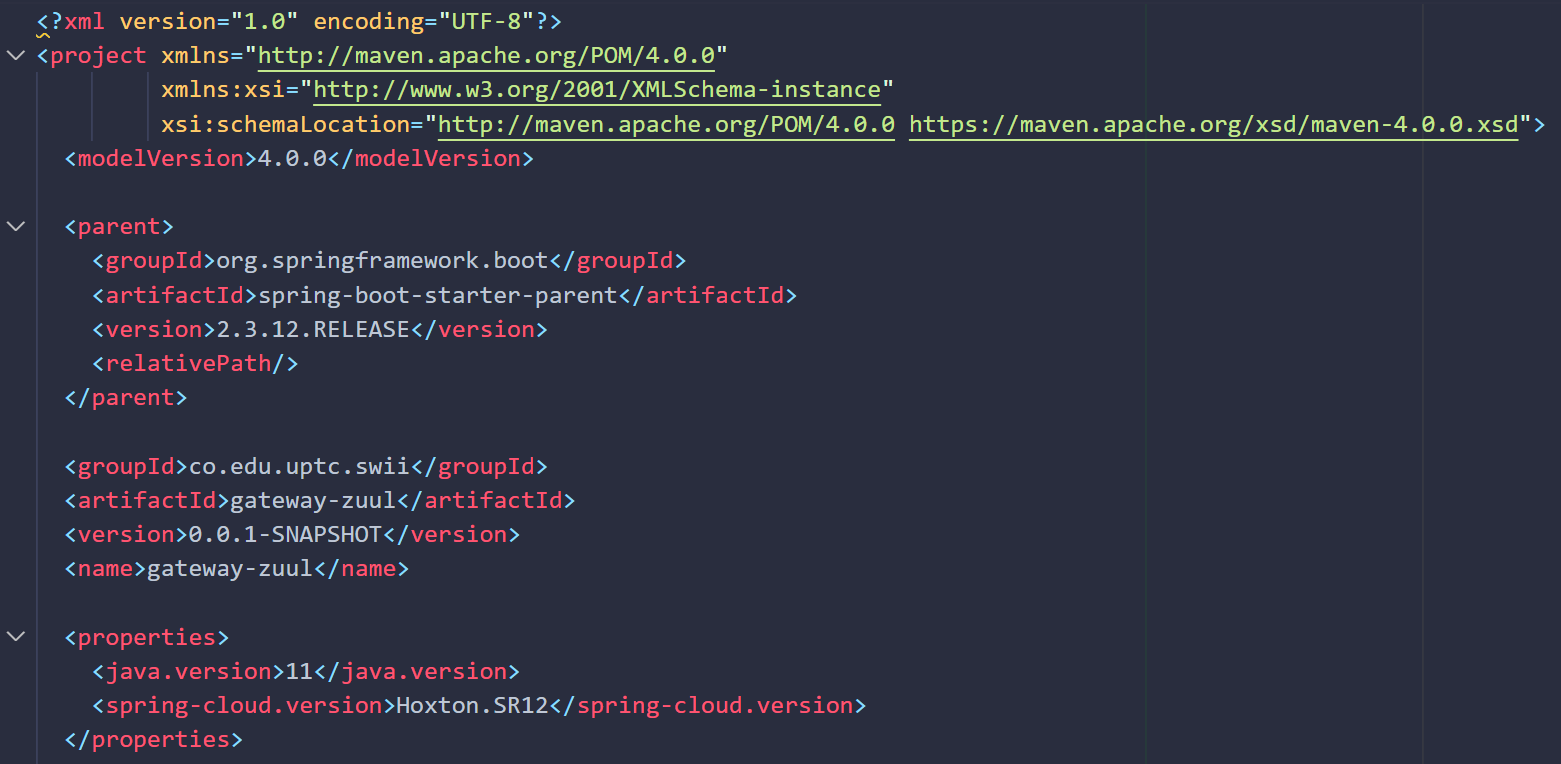 <?xml version="1.0" encoding="UTF-8"?>
<project xmlns="http://maven.apache.org/POM/4.0.0"
         xmlns:xsi="http://www.w3.org/2001/XMLSchema-instance"
         xsi:schemaLocation="http://maven.apache.org/POM/4.0.0 https://maven.apache.org/xsd/maven-4.0.0.xsd">
  <modelVersion>4.0.0</modelVersion>

  <parent>
    <groupId>org.springframework.boot</groupId>
    <artifactId>spring-boot-starter-parent</artifactId>
    <version>2.3.12.RELEASE</version>
    <relativePath/>
  </parent>

  <groupId>co.edu.uptc.swii</groupId>
  <artifactId>gateway-zuul</artifactId>
  <version>0.0.1-SNAPSHOT</version>
  <name>gateway-zuul</name>

  <properties>
    <java.version>11</java.version>
    <spring-cloud.version>Hoxton.SR12</spring-cloud.version>
  </properties>